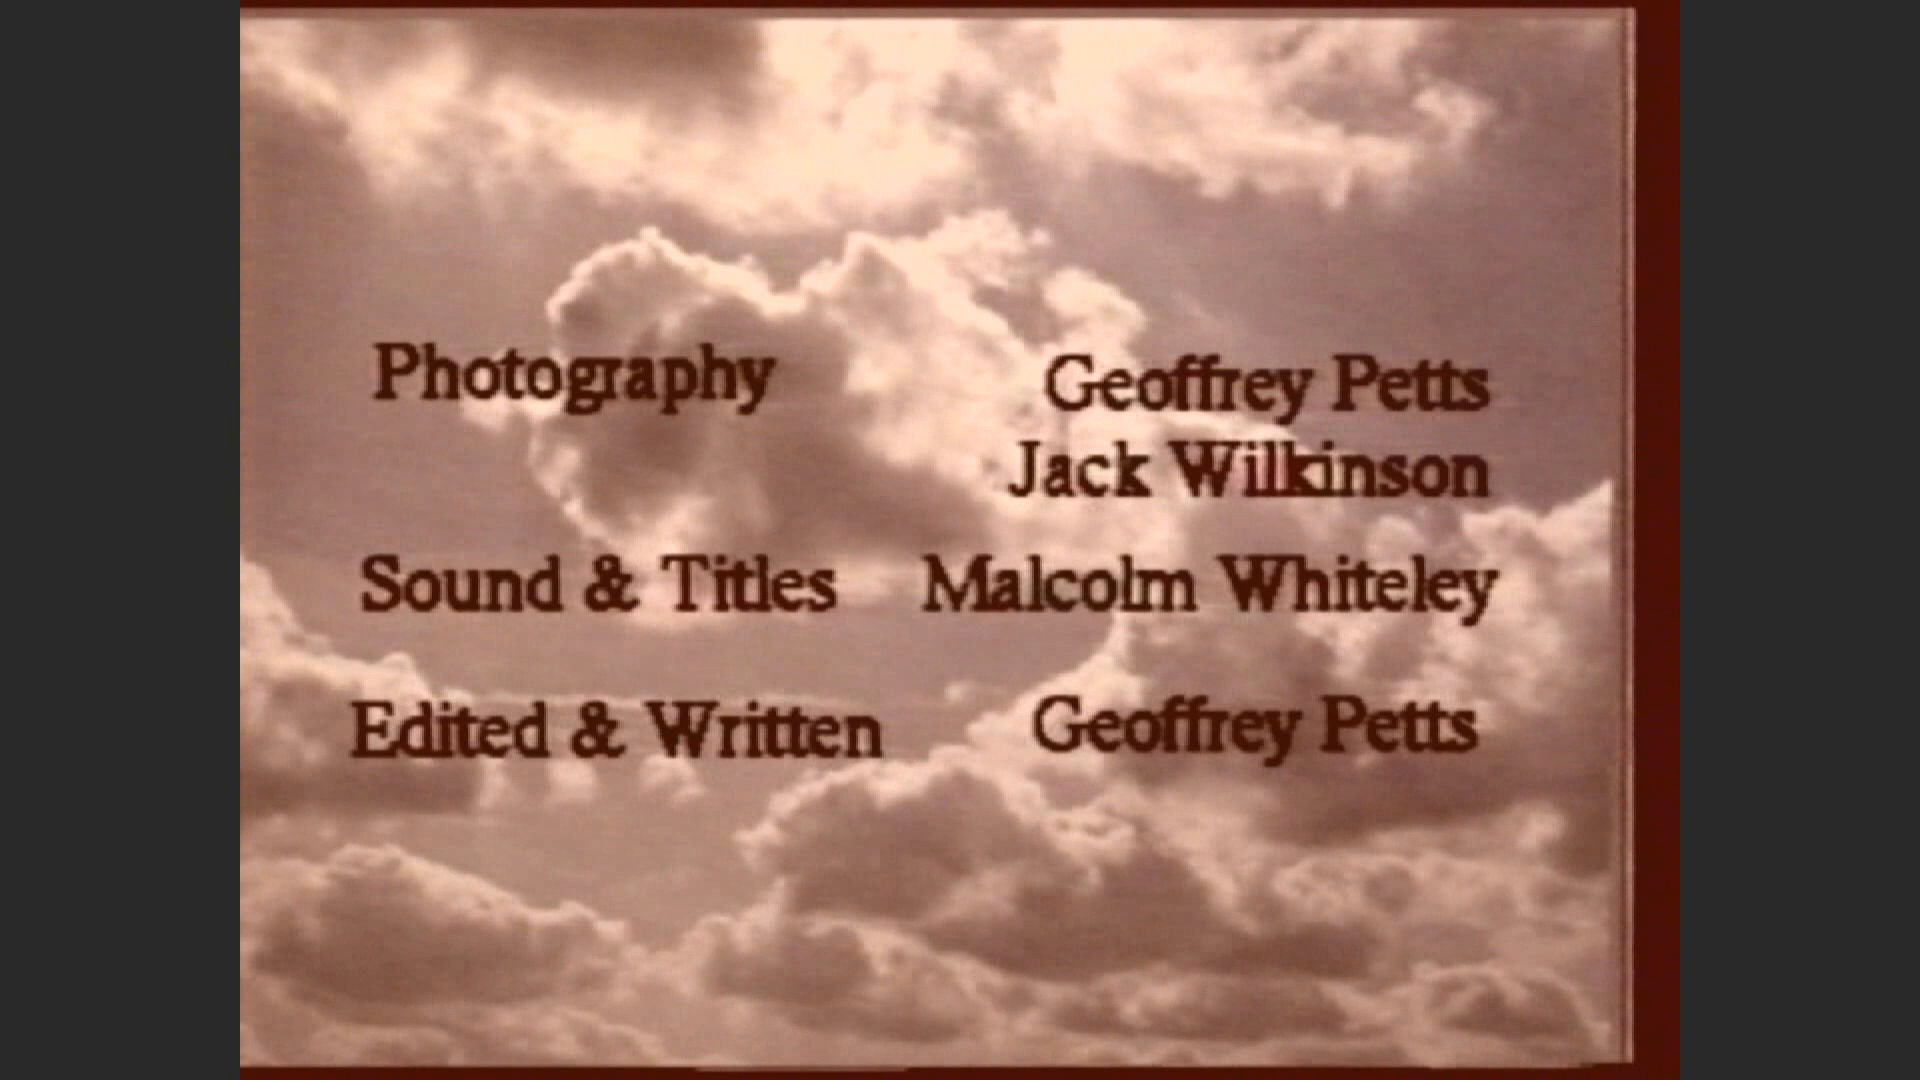 Photography Geoffrey Petts
Jack Wilkinson
Sound & Titles Malcolm Whiteley
Edited & Written Geoffrey Petts